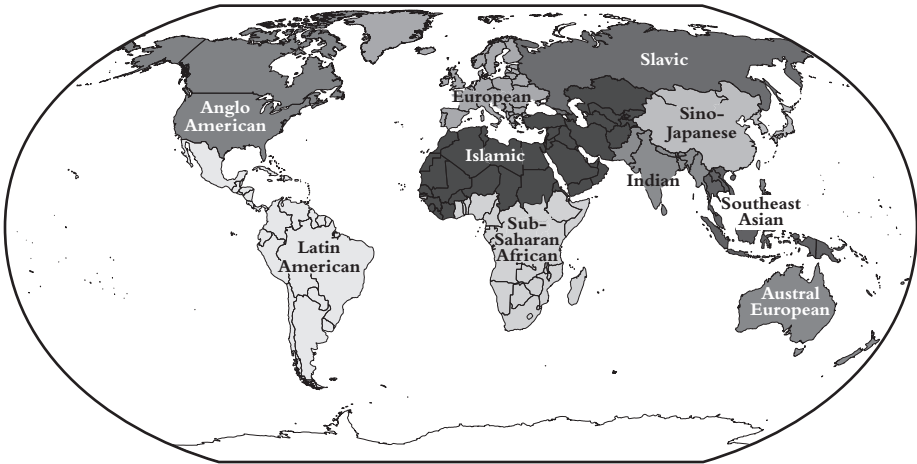 Slavic
European
Anglo
American
Sino-
Japanese
Islamic
Indian
Southeast
Asian
Sub-
Saharan
African
Latin
American
Austral
European